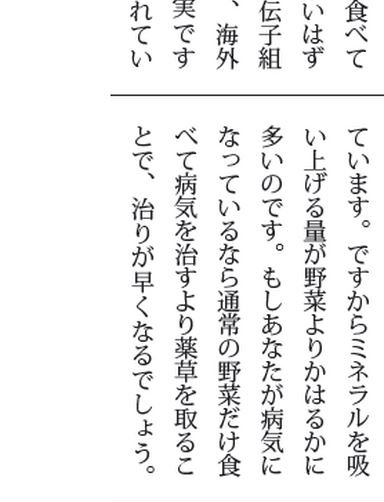 食べて
いはず
伝子組
、海外
実です
れてい
ています。ですからミネラルを吸
い上げる量が野菜よりかはるかに
多いのです。もしあなたが病気に
なっているなら通常の野菜だけ食
べて病気を治すより薬草を取るこ
とで、治りが早くなるでしょう。